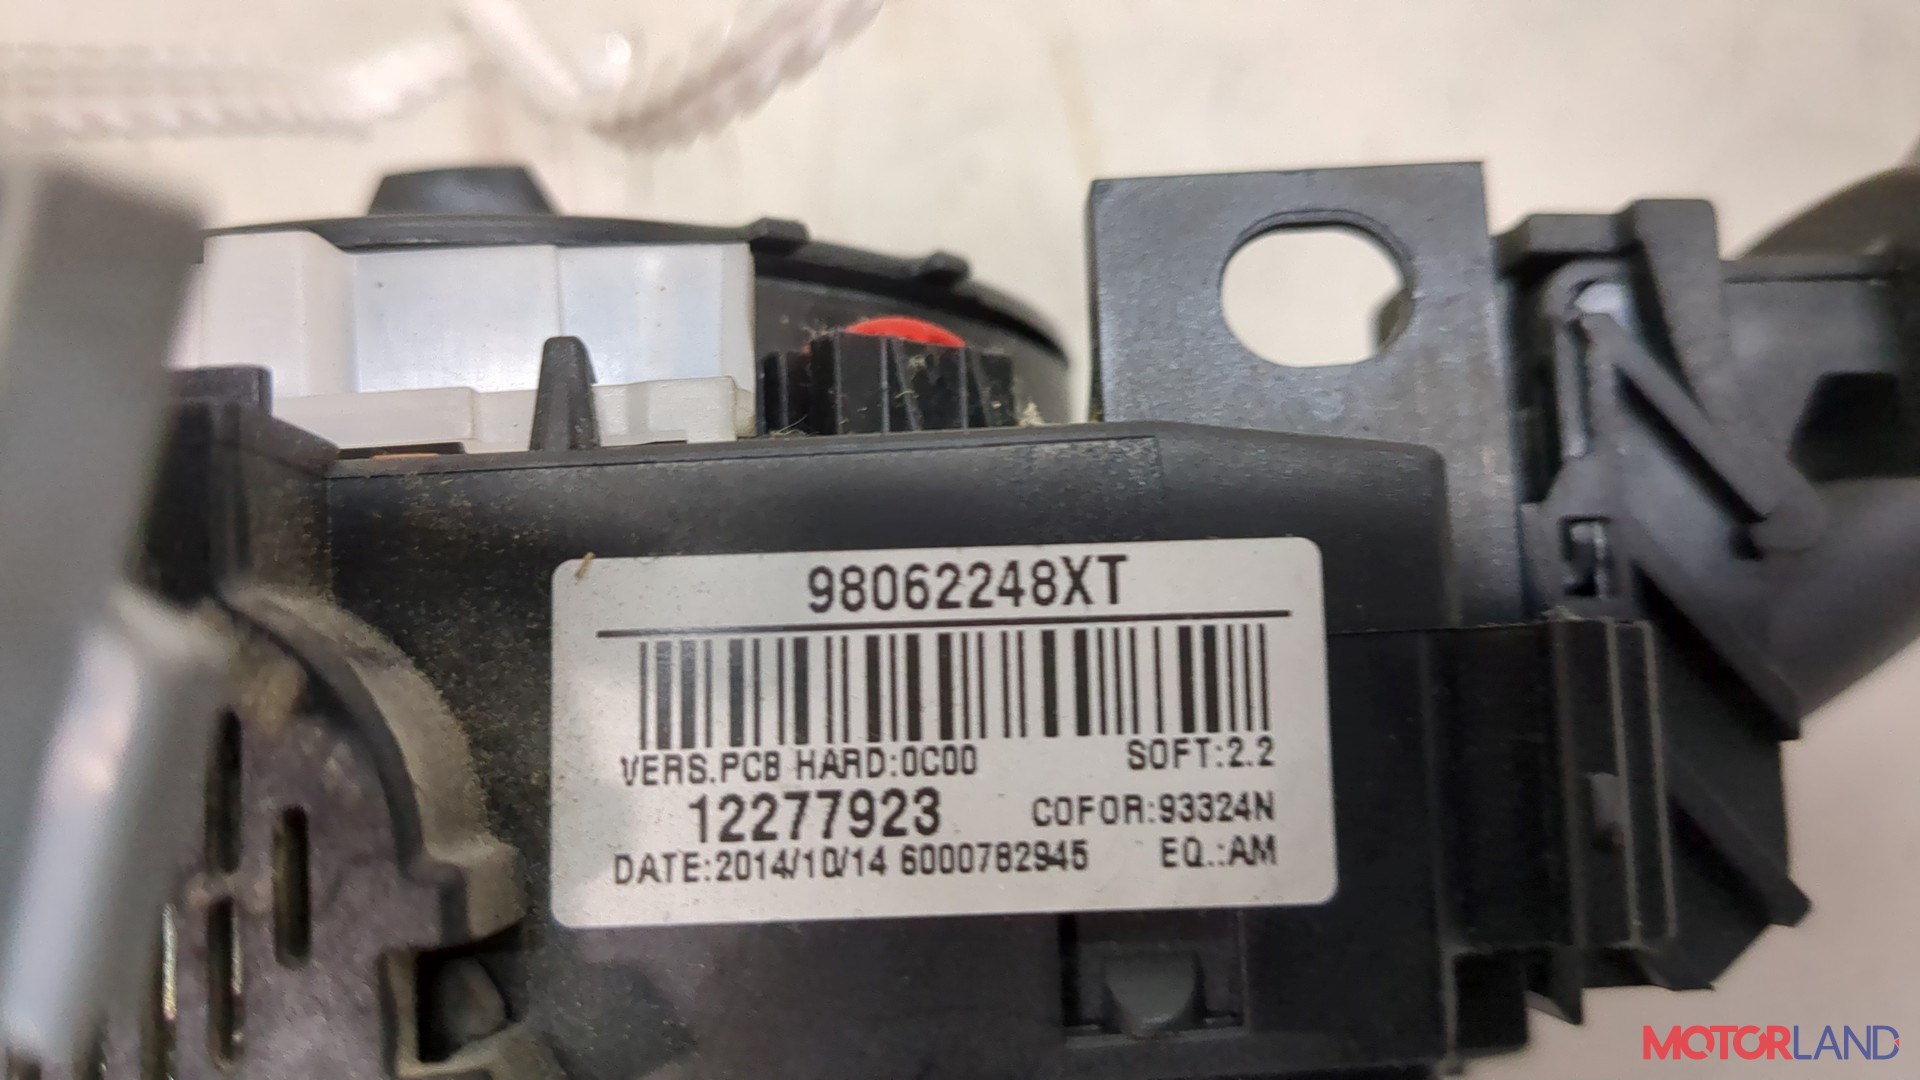 98062248XT
VERS.PCB HARD:0C00 SOFT:2.2
12277923 COFOR:93324N
DATE:2014/10/14 6000782945 EQ.:AM
MOTORLAND